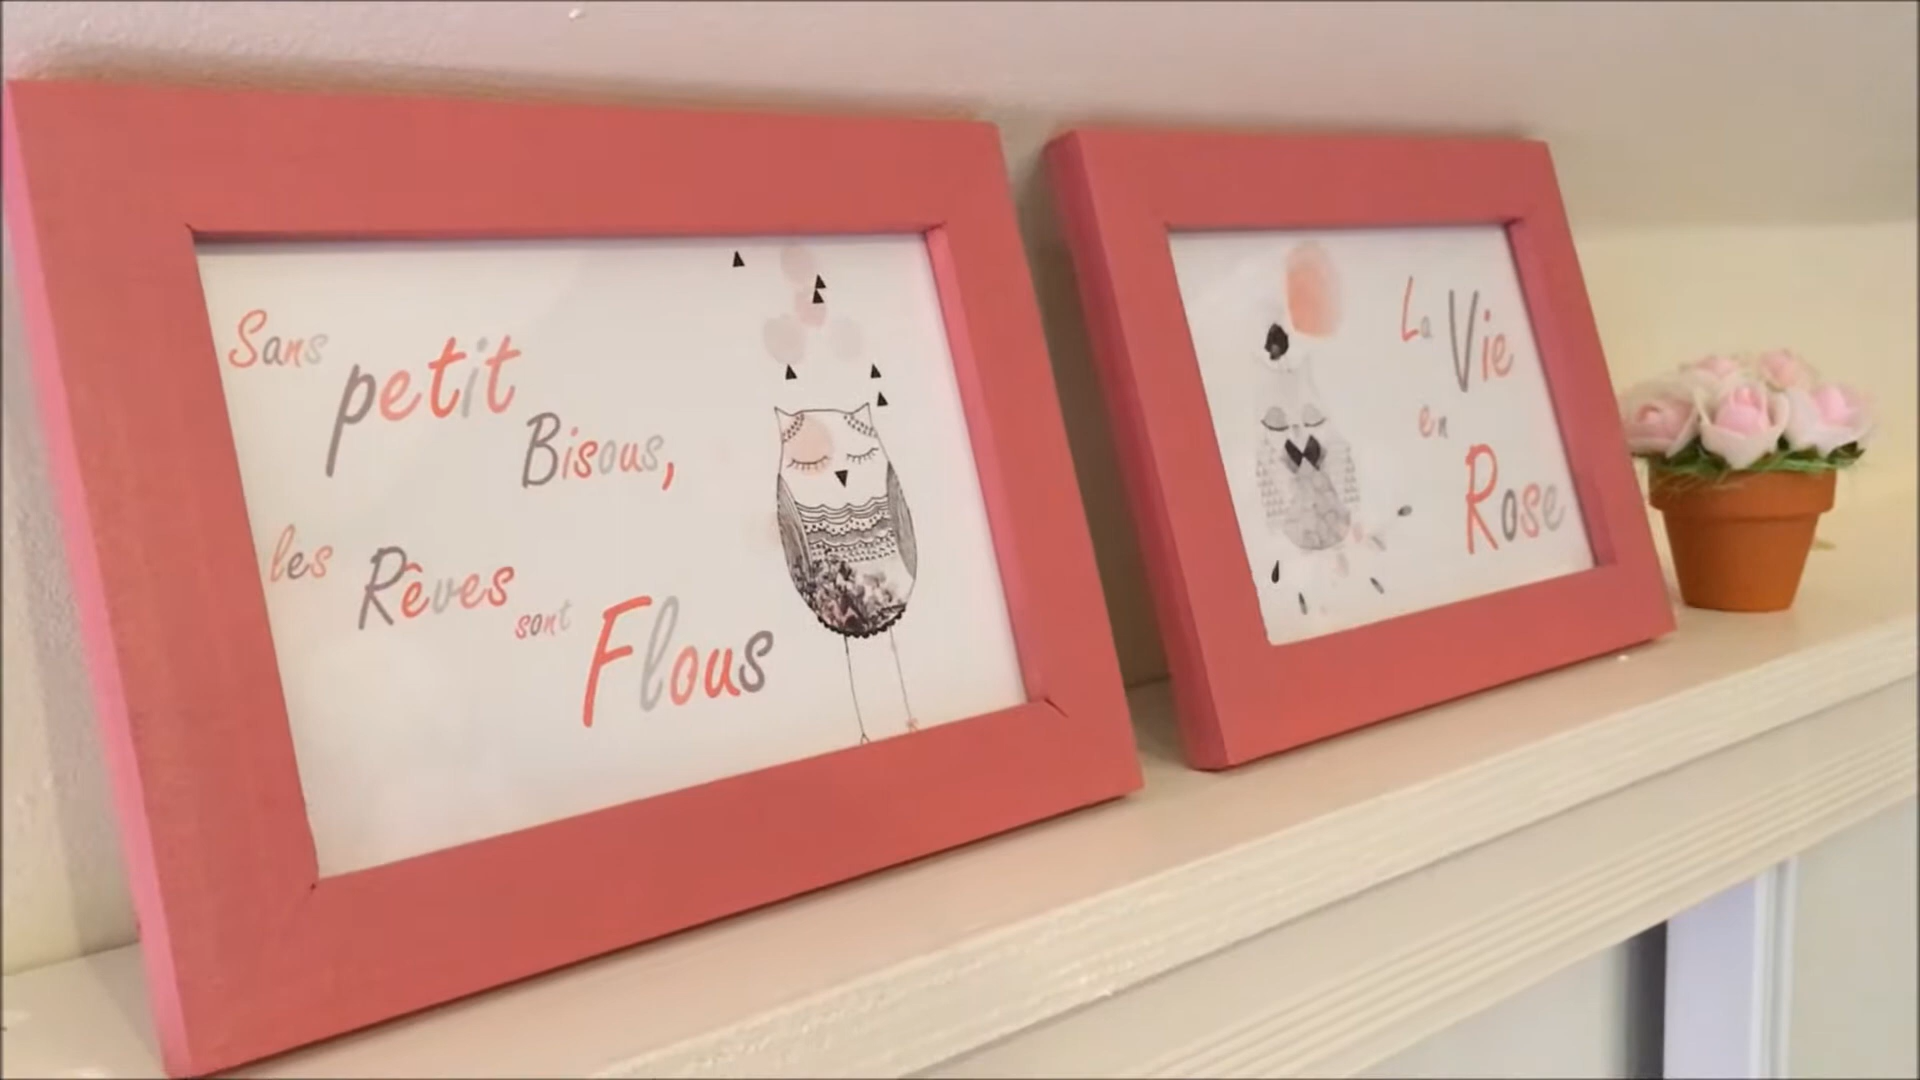 Sans petit Bisous,
les Rêves sont Flous
La Vie
en
Rose